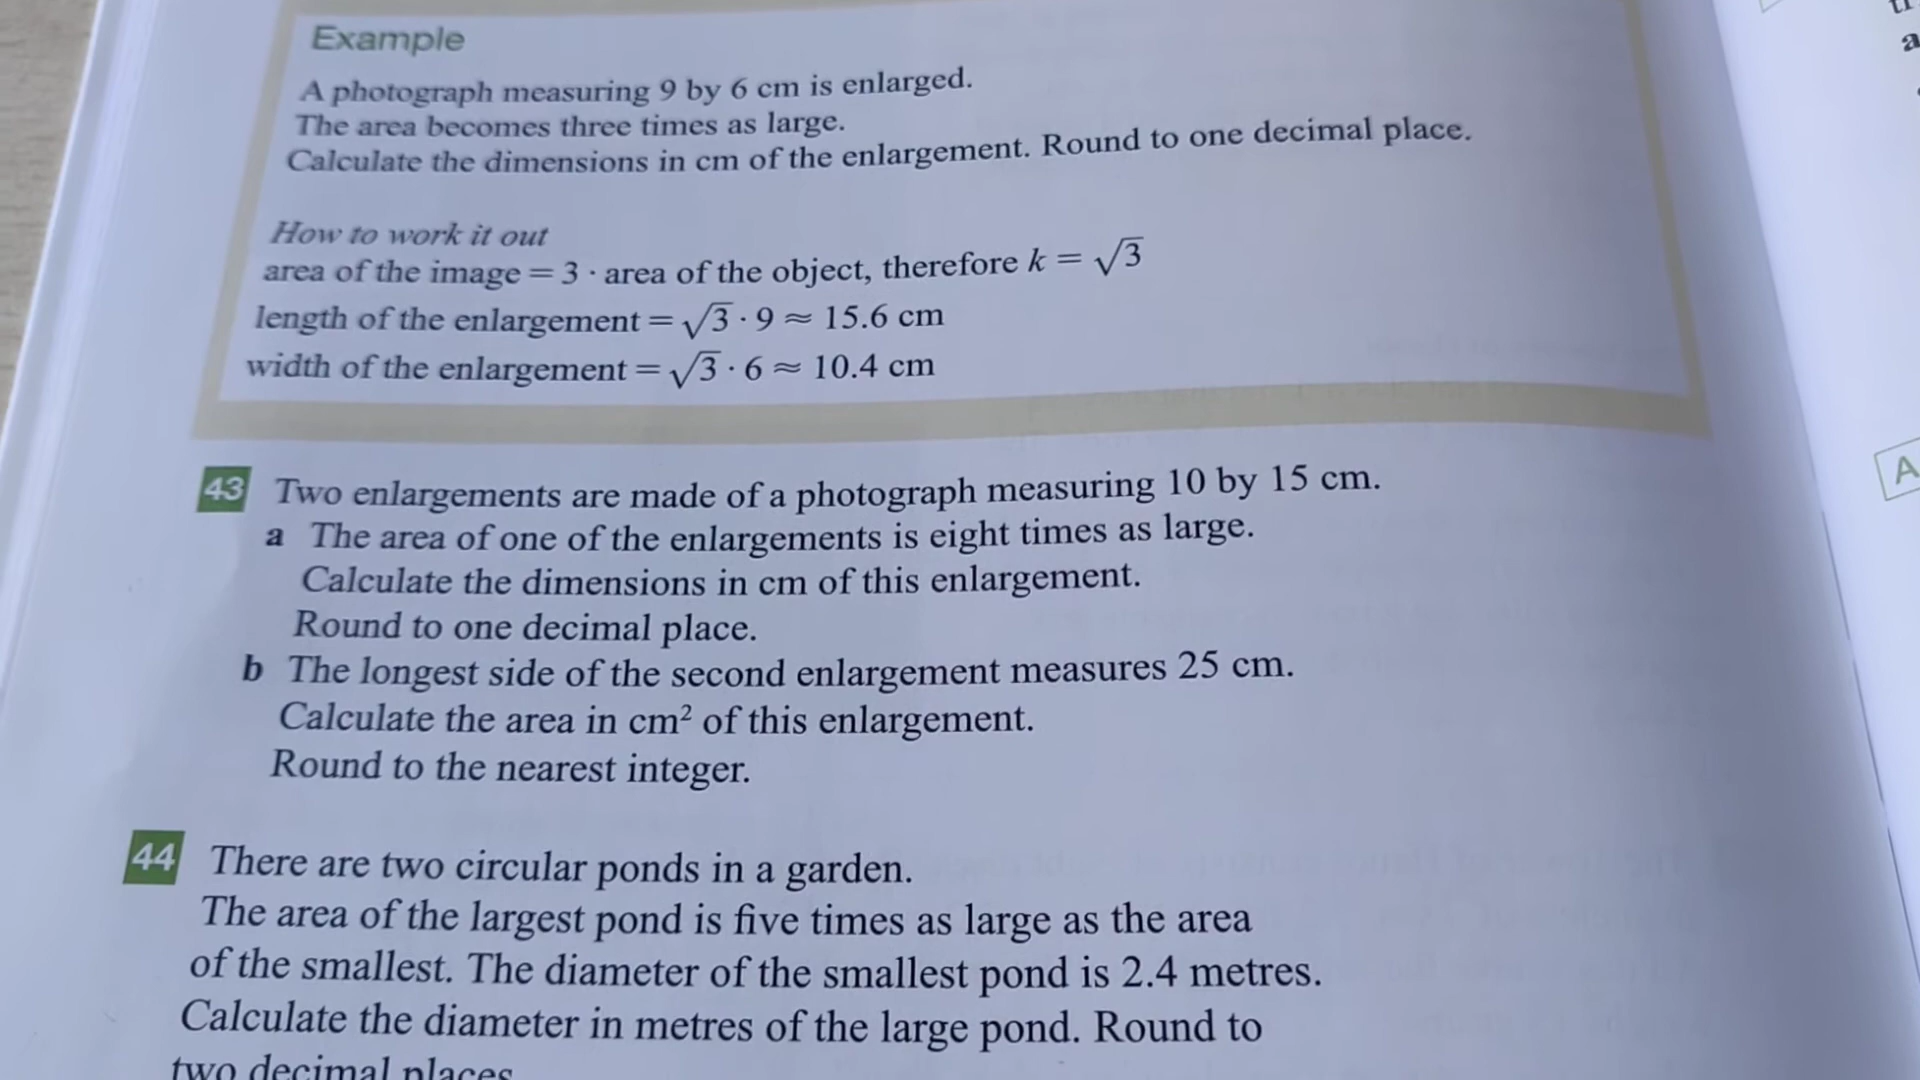 Example
A photograph measuring 9 by 6 cm is enlarged.
The area becomes three times as large.
Calculate the dimensions in cm of the enlargement. Round to one decimal place.
How to work it out
area of the image = 3 · area of the object, therefore k = √3
length of the enlargement = √3 · 9 ≈ 15.6 cm
width of the enlargement = √3 · 6 ≈ 10.4 cm
43 Two enlargements are made of a photograph measuring 10 by 15 cm.
a The area of one of the enlargements is eight times as large.
Calculate the dimensions in cm of this enlargement.
Round to one decimal place.
b The longest side of the second enlargement measures 25 cm.
Calculate the area in cm² of this enlargement.
Round to the nearest integer.
44 There are two circular ponds in a garden.
The area of the largest pond is five times as large as the area
of the smallest. The diameter of the smallest pond is 2.4 metres.
Calculate the diameter in metres of the large pond. Round to
two decimal places
a
A